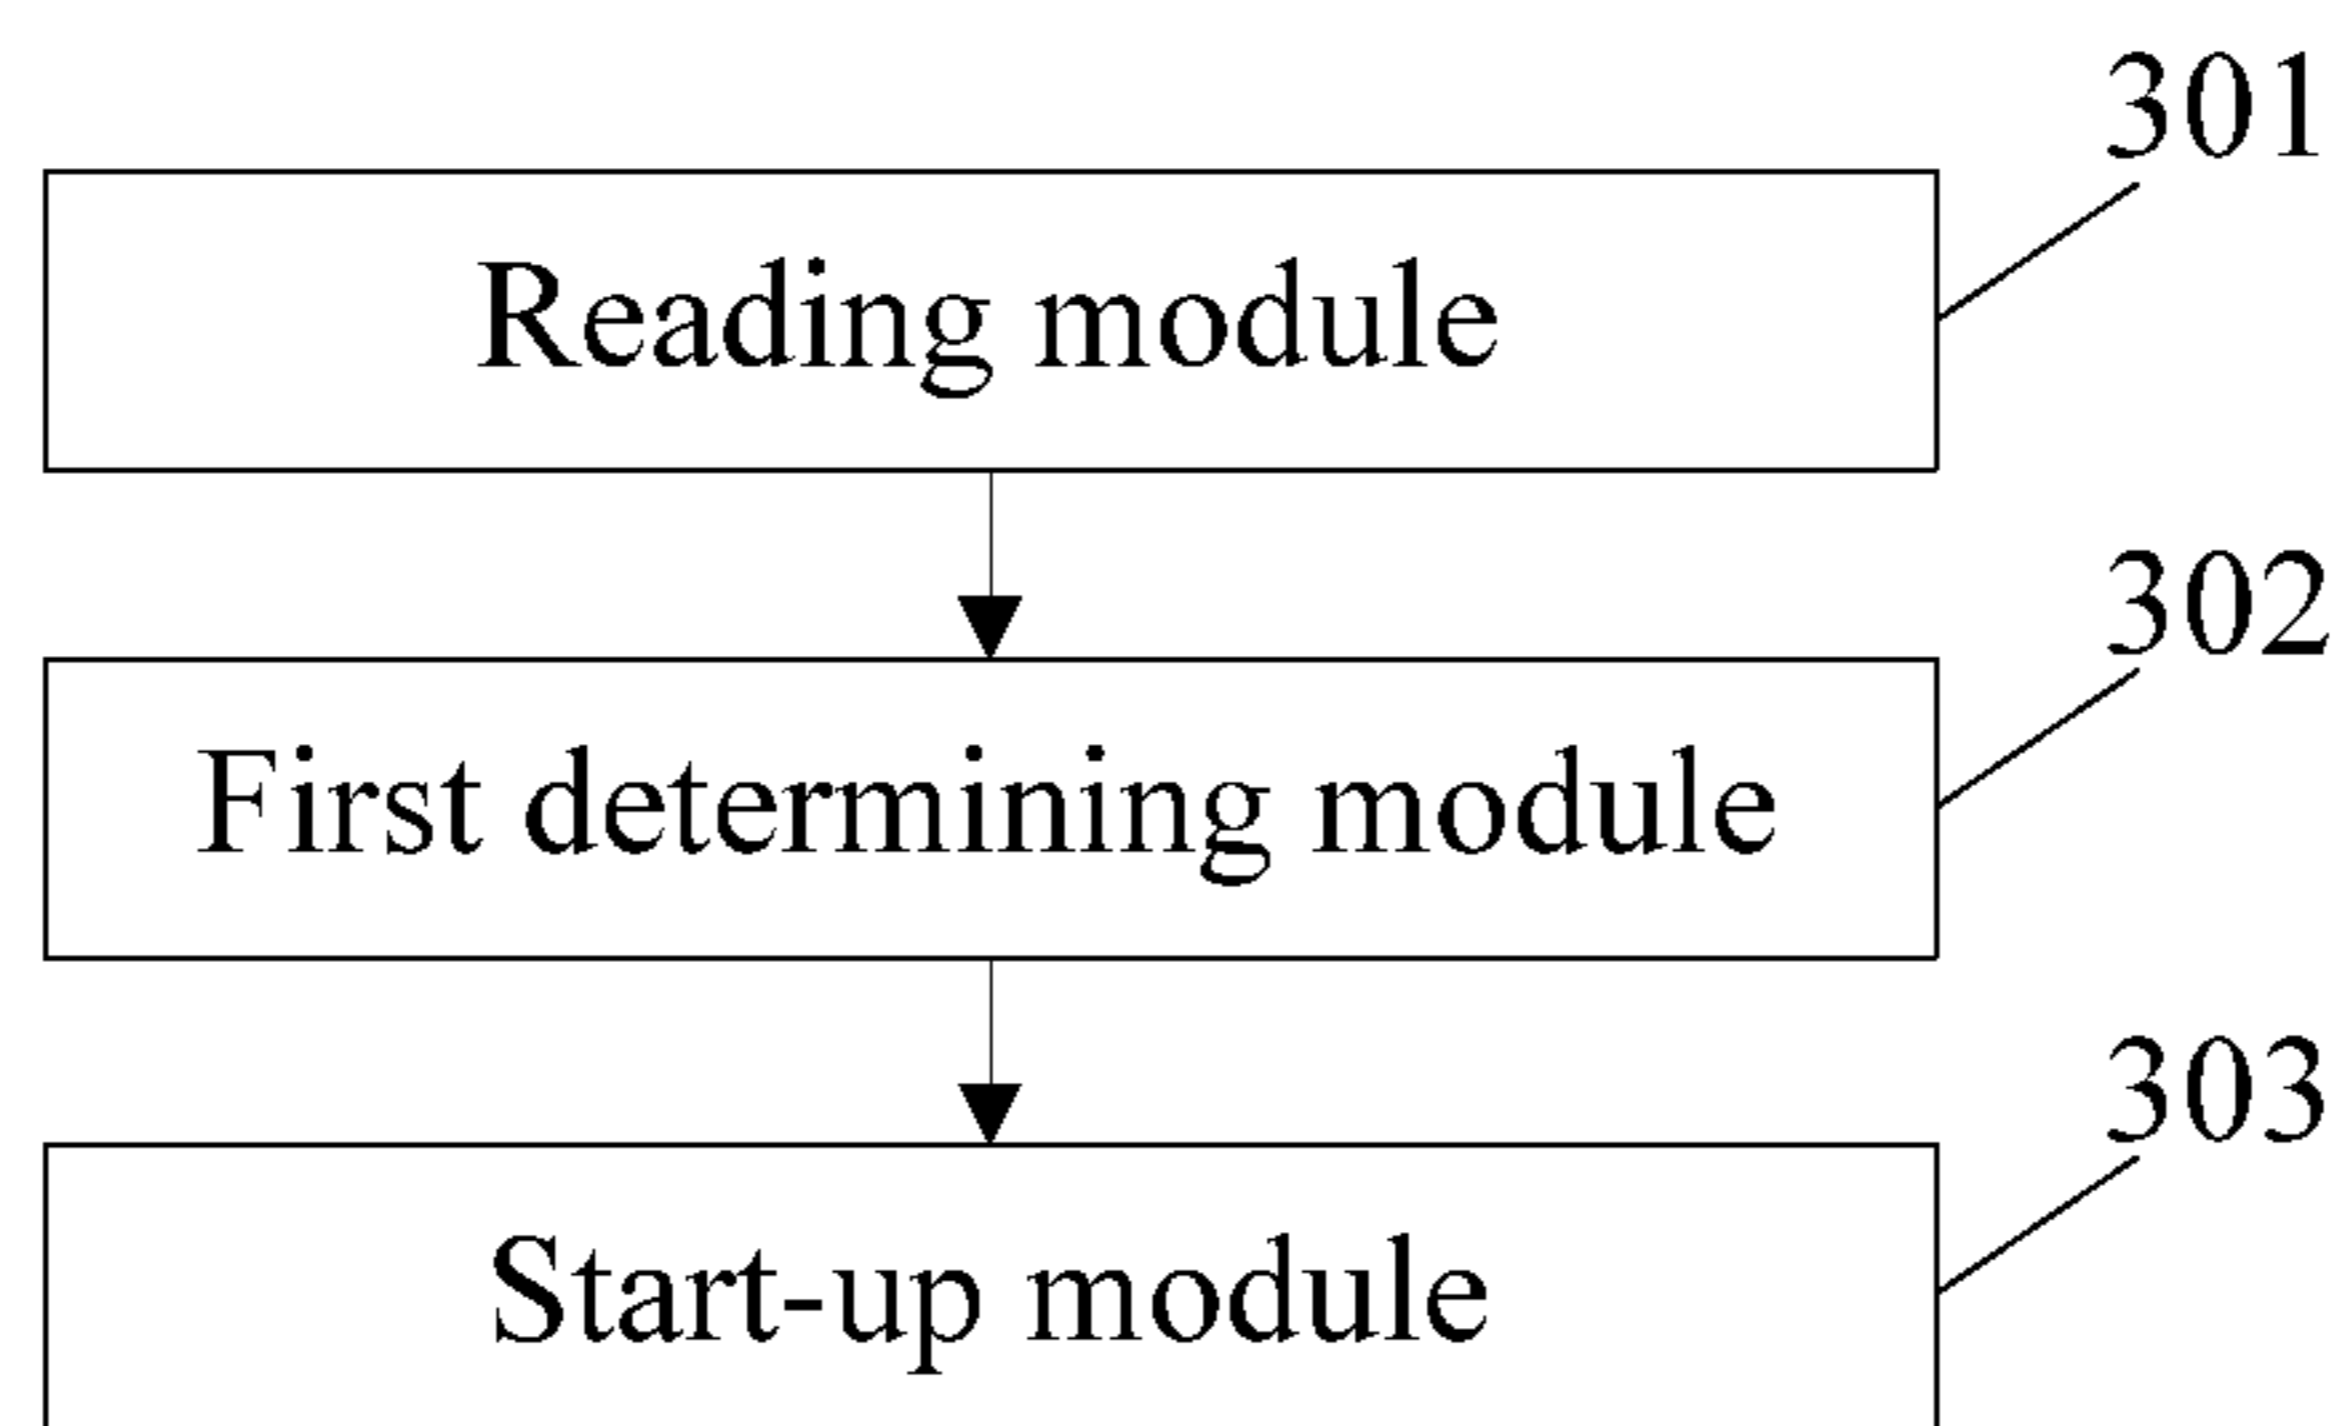 301
Reading module
302
First determining module
303
Start-up module